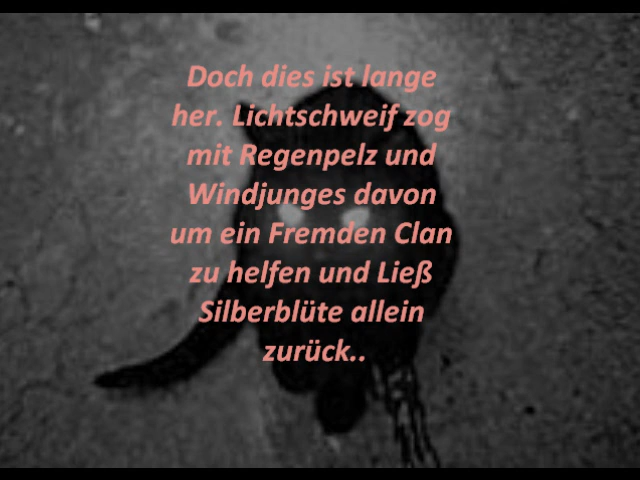 Doch dies ist lange
her. Lichtschweif zog
mit Regenpelz und
Windjunges davon
um ein Fremden Clan
zu helfen und Ließ
Silberblüte allein
zurück..